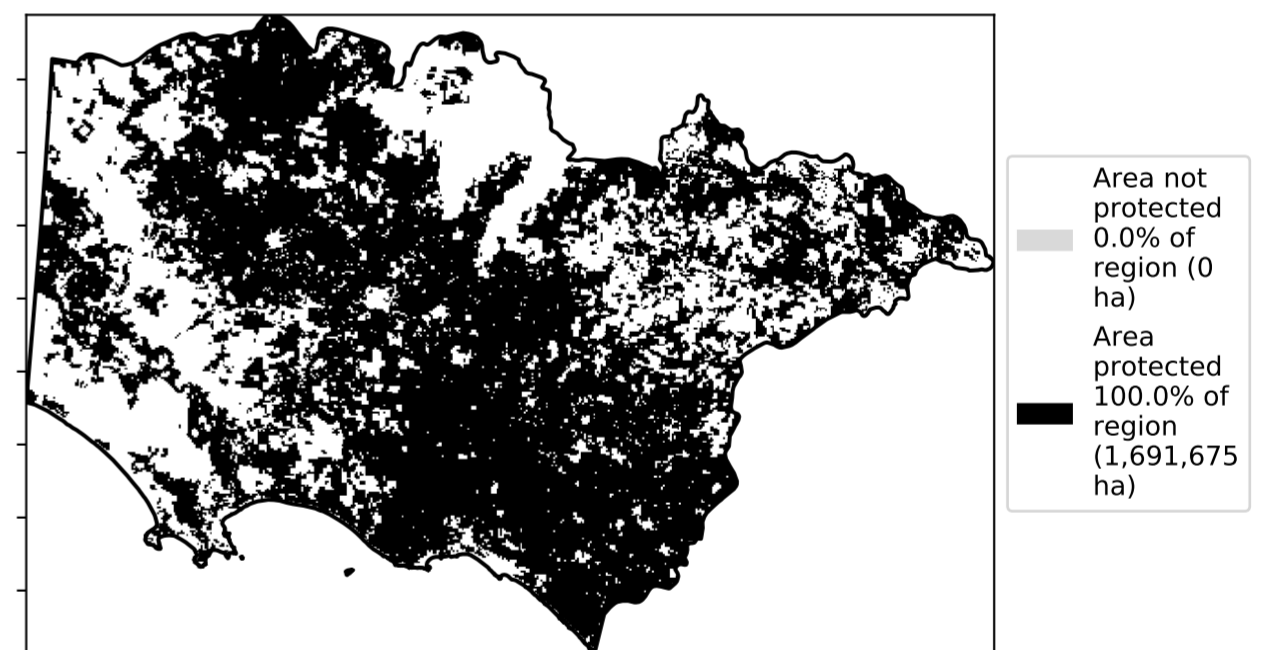 Area not
protected
0.0% of
region (0
ha)
Area
protected
100.0% of
region
(1,691,675
ha)